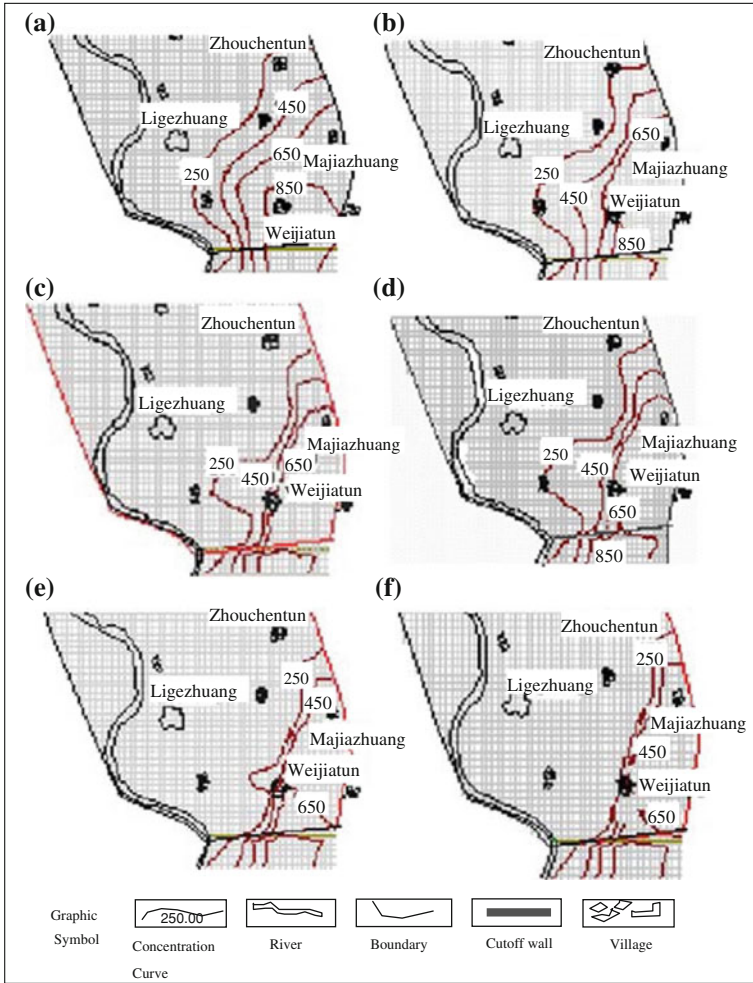 (a)
Zhouchentun
450
Ligezhuang
650
250
Majiazhuang
850
Weijiatun
(b)
Zhouchentun
650
Ligezhuang
250
Majiazhuang
450
Weijiatun
850
(c)
Zhouchentun
Ligezhuang
Majiazhuang
250
650
450
Weijiatun
(d)
Zhouchentun
Ligezhuang
Majiazhuang
250
450
Weijiatun
650
850
(e)
Zhouchentun
250
Ligezhuang
450
Majiazhuang
Weijiatun
650
(f)
Zhouchentun
250
Ligezhuang
Majiazhuang
450
Weijiatun
650
Graphic
Symbol
250.00
Concentration
Curve
River
Boundary
Cutoff wall
Village